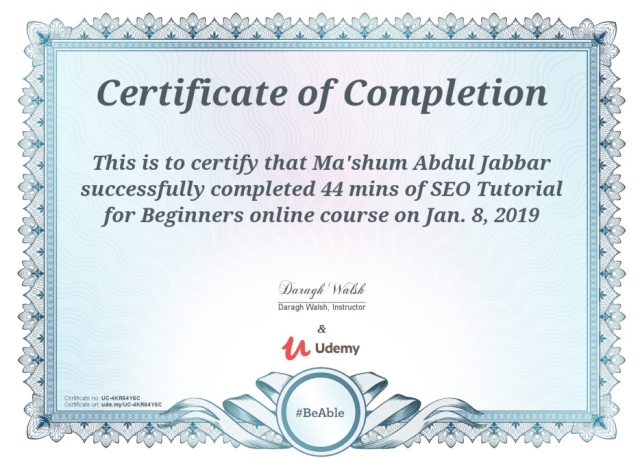 Certificate of Completion
This is to certify that Ma'shum Abdul Jabbar
successfully completed 44 mins of SEO Tutorial
for Beginners online course on Jan. 8, 2019
Daragh Walsh
Daragh Walsh, Instructor
&
Udemy
Certificate no: UC-4KR64Y6C
Certificate url: ude.my/UC-4KR64Y6C
#BeAble